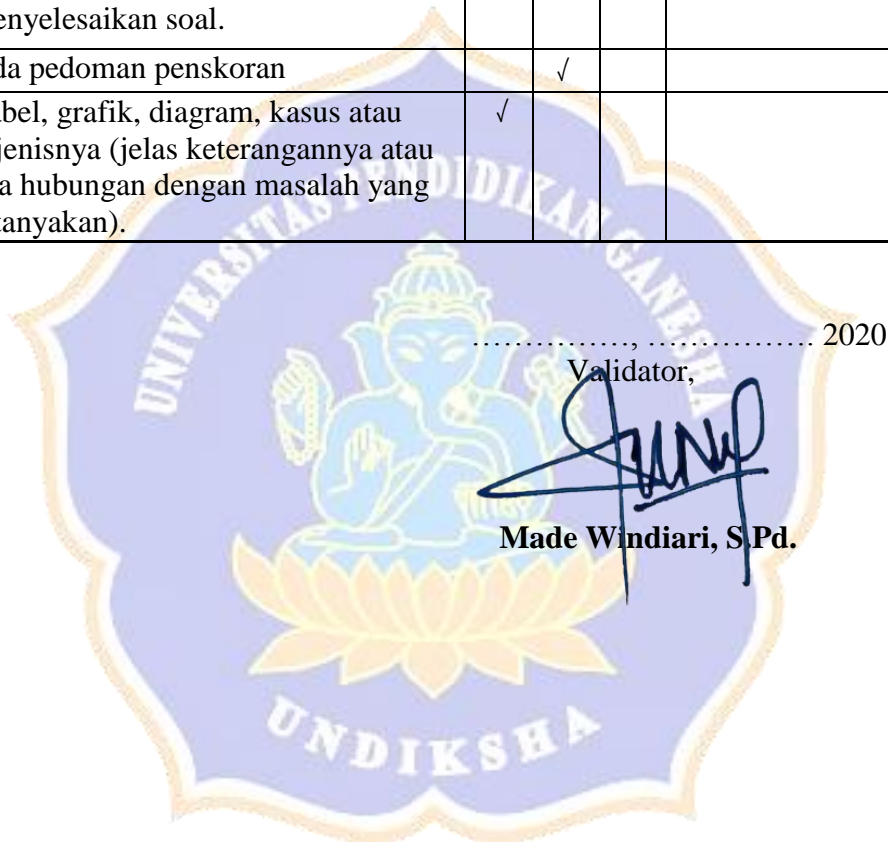 enyelesaikan soal.
da pedoman penskoran √
bel, grafik, diagram, kasus atau √
jenisnya (jelas keterangannya atau
a hubungan dengan masalah yang
tanyakan).
UNIVERSITAS PENDIDIKAN GANESHA
……………, ……………. 2020
Validator,
Made Windiari, S.Pd.
UNDIKSHA